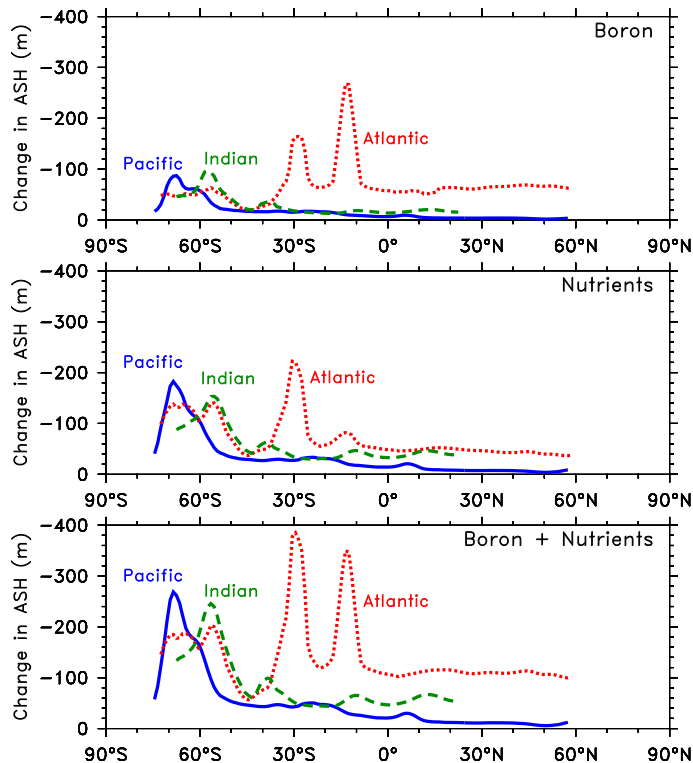 -400
Boron
-300
-200
Atlantic
Pacific
Indian
-100
0
Change in ASH (m)
90°S 60°S 30°S 0° 30°N 60°N 90°N
-400
Nutrients
-300
Pacific
-200
Indian
Atlantic
-100
0
Change in ASH (m)
90°S 60°S 30°S 0° 30°N 60°N 90°N
-400
Boron + Nutrients
-300
Pacific
Indian
Atlantic
-200
-100
0
Change in ASH (m)
90°S 60°S 30°S 0° 30°N 60°N 90°N